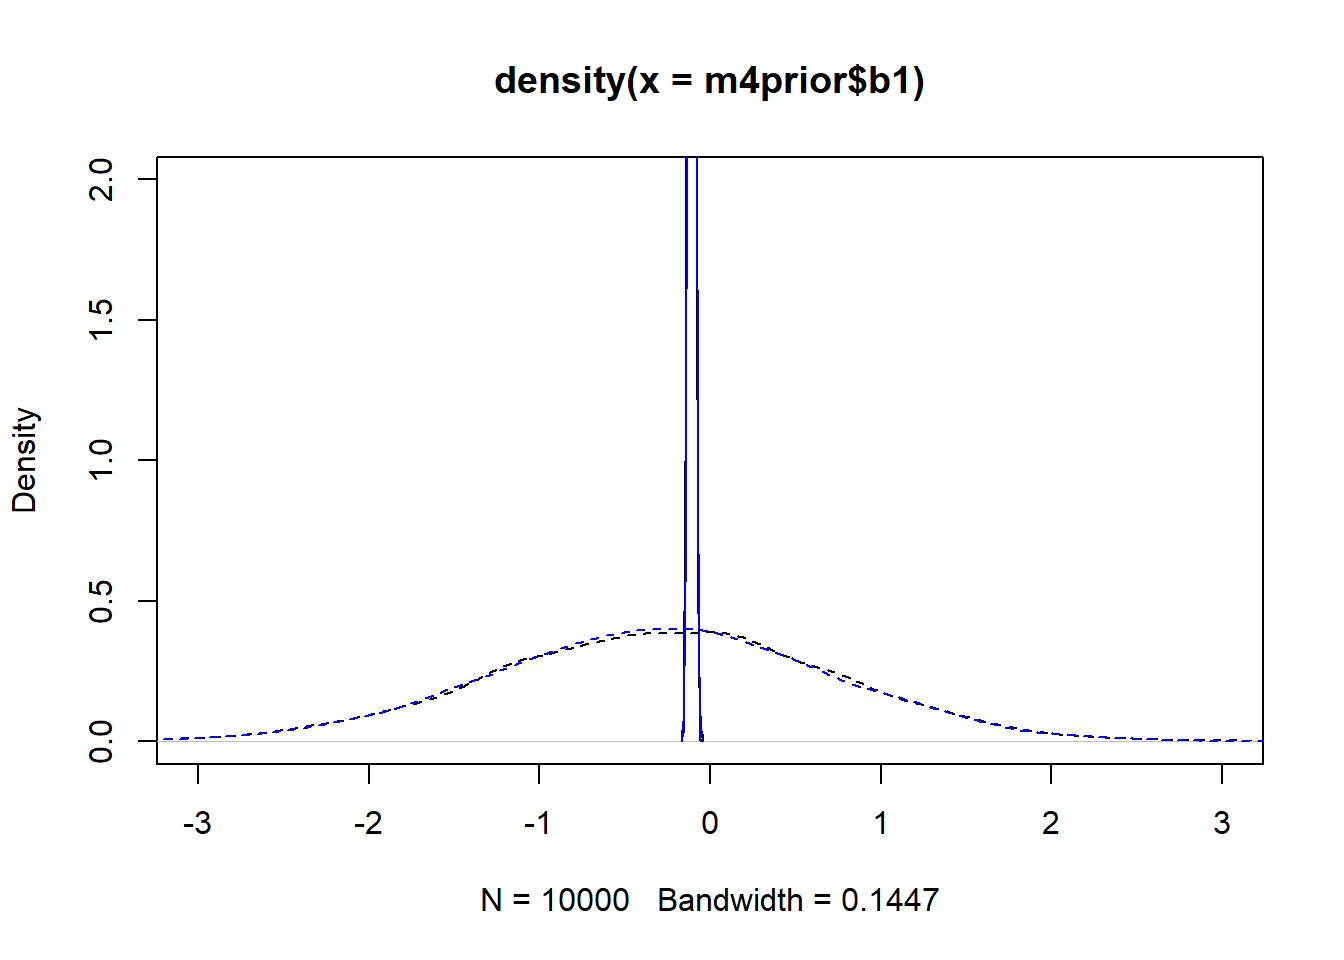 density(x = m4prior$b1)
Density
2.0
1.5
1.0
0.5
0.0
-3 -2 -1 0 1 2 3
N = 10000 Bandwidth = 0.1447